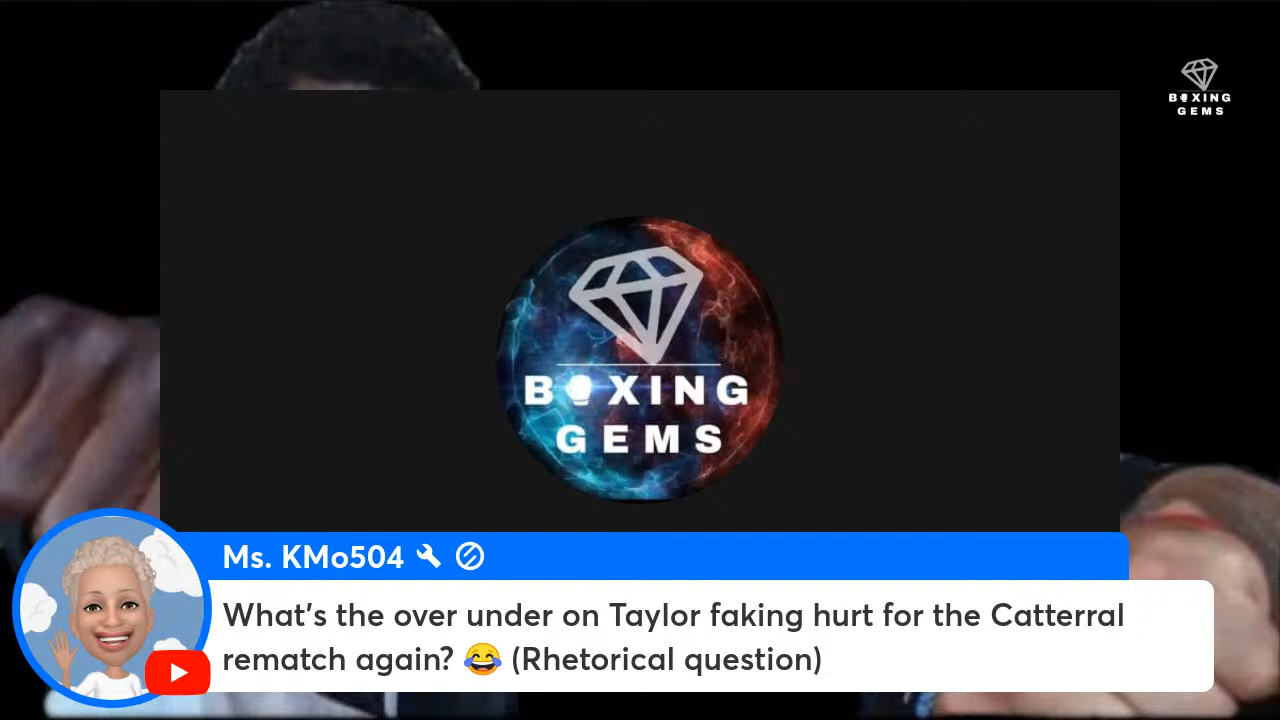 BOXING
GEMS
BOXING
GEMS
Ms. KMo504
What's the over under on Taylor faking hurt for the Catterral
rematch again? 😂 (Rhetorical question)